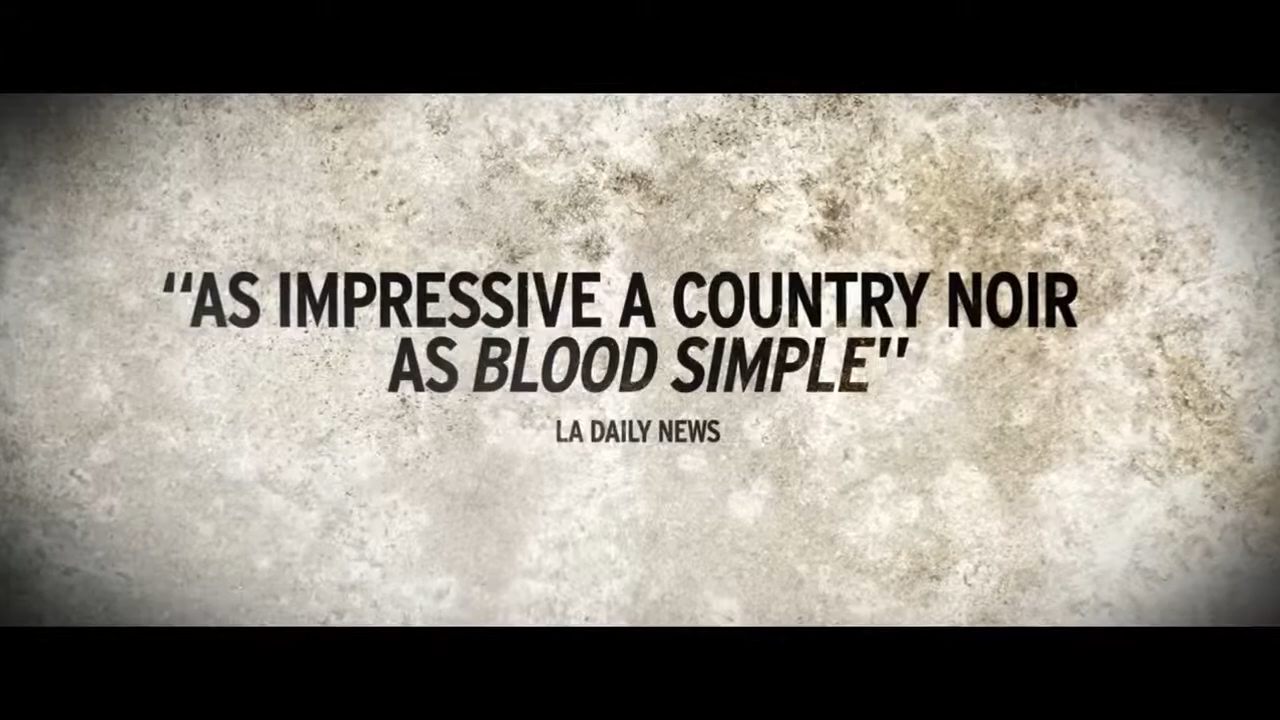 “AS IMPRESSIVE A COUNTRY NOIR
AS BLOOD SIMPLE”
LA DAILY NEWS